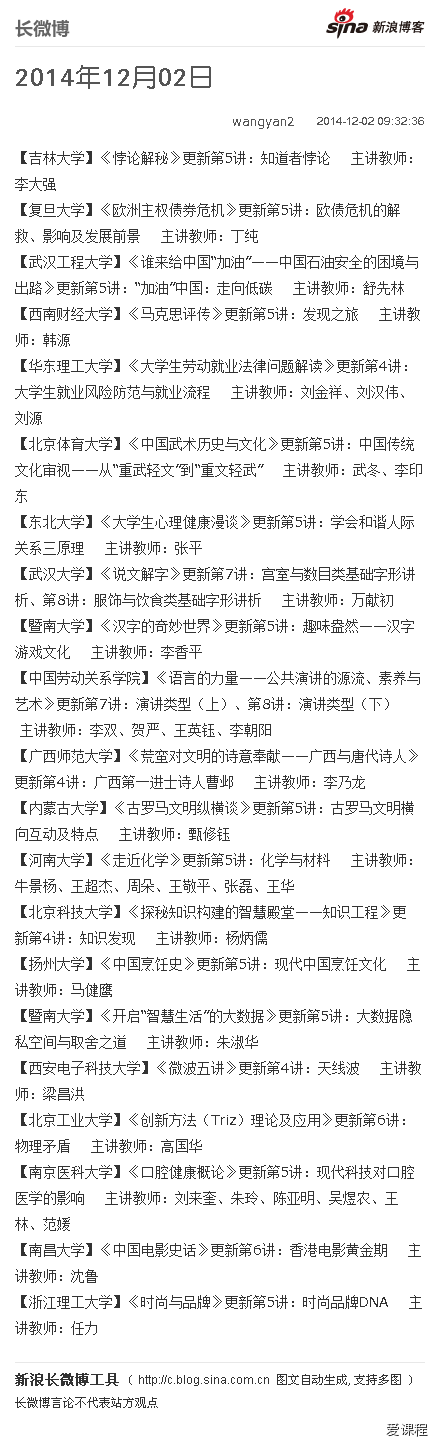 长微博
sina 新浪博客
2014年12月02日
wangyan2 2014-12-02 09:32:36
【吉林大学】《悖论解秘》更新第5讲：知道者悖论 主讲教师：
李大强
【复旦大学】《欧洲主权债券危机》更新第5讲：欧债危机的解
救、影响及发展前景 主讲教师：丁纯
【武汉工程大学】《谁来给中国“加油”——中国石油安全的困境与
出路》更新第5讲：“加油”中国：走向低碳 主讲教师：舒先林
【西南财经大学】《马克思评传》更新第5讲：发现之旅 主讲教
师：韩源
【华东理工大学】《大学生劳动就业法律问题解读》更新第4讲：
大学生就业风险防范与就业流程 主讲教师：刘金祥、刘汉伟、
刘源
【北京体育大学】《中国武术历史与文化》更新第5讲：中国传统
文化审视——从“重武轻文”到“重文轻武” 主讲教师：武冬、李印
东
【东北大学】《大学生心理健康漫谈》更新第5讲：学会和谐人际
关系三原理 主讲教师：张平
【武汉大学】《说文解字》更新第7讲：宫室与数目类基础字形讲
析、第8讲：服饰与饮食类基础字形讲析 主讲教师：万献初
【暨南大学】《汉字的奇妙世界》更新第5讲：趣味盎然——汉字
游戏文化 主讲教师：李香平
【中国劳动关系学院】《语言的力量——公共演讲的源流、素养与
艺术》更新第7讲：演讲类型（上）、第8讲：演讲类型（下）
主讲教师：李双、贺严、王英钰、李朝阳
【广西师范大学】《荒蛮对文明的诗意奉献——广西与唐代诗人》
更新第4讲：广西第一进士诗人曹邺 主讲教师：李乃龙
【内蒙古大学】《古罗马文明纵横谈》更新第5讲：古罗马文明横
向互动及特点 主讲教师：甄修钰
【河南大学】《走近化学》更新第5讲：化学与材料 主讲教师：
牛景杨、王超杰、周朵、王敬平、张磊、王华
【北京科技大学】《探秘知识构建的智慧殿堂——知识工程》更
新第4讲：知识发现 主讲教师：杨炳儒
【扬州大学】《中国烹饪史》更新第5讲：现代中国烹饪文化 主
讲教师：马健鹰
【暨南大学】《开启“智慧生活”的大数据》更新第5讲：大数据隐
私空间与取舍之道 主讲教师：朱淑华
【西安电子科技大学】《微波五讲》更新第4讲：天线波 主讲教
师：梁昌洪
【北京工业大学】《创新方法（Triz）理论及应用》更新第6讲：
物理矛盾 主讲教师：高国华
【南京医科大学】《口腔健康概论》更新第5讲：现代科技对口腔
医学的影响 主讲教师：刘来奎、朱玲、陈亚明、吴煜农、王
林、范媛
【南昌大学】《中国电影史话》更新第6讲：香港电影黄金期 主
讲教师：沈鲁
【浙江理工大学】《时尚与品牌》更新第5讲：时尚品牌DNA 主
讲教师：任力
新浪长微博工具（ http://c.blog.sina.com.cn 图文自动生成, 支持多图 ）
长微博言论不代表站方观点
爱课程